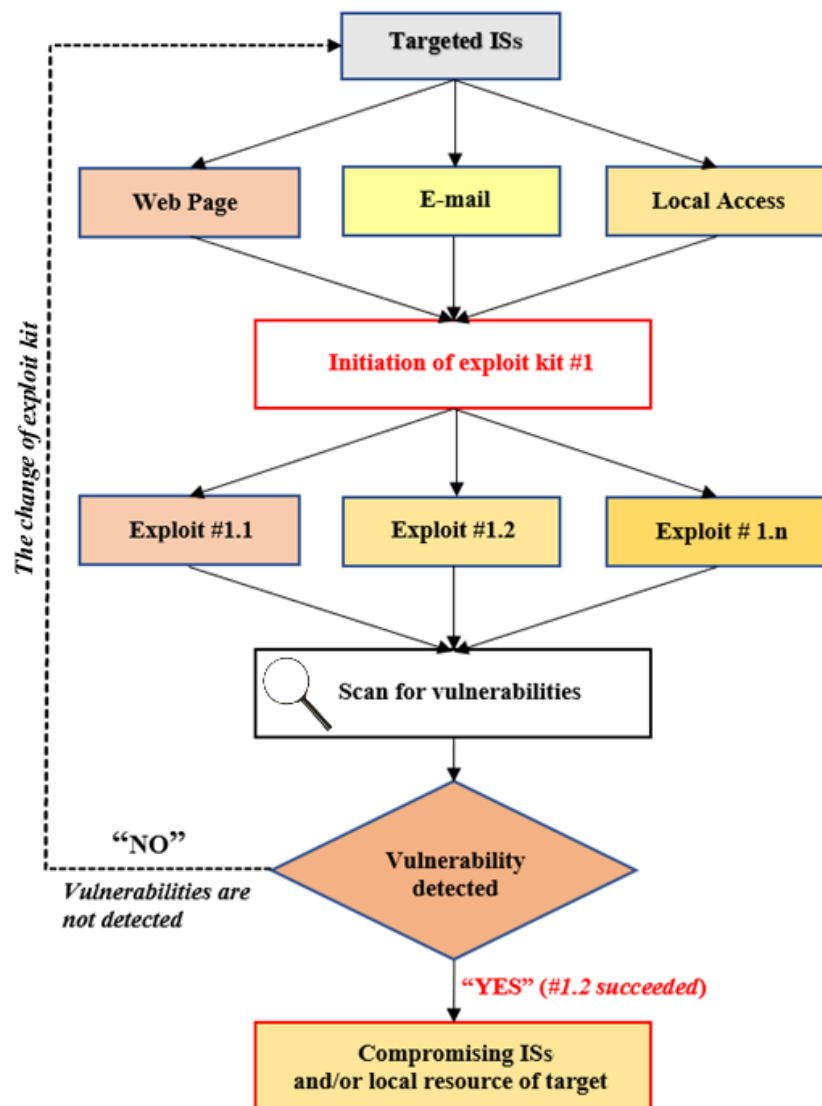 Targeted ISs
Web Page
E-mail
Local Access
Initiation of exploit kit #1
The change of exploit kit
Exploit #1.1
Exploit #1.2
Exploit # 1.n
Scan for vulnerabilities
“NO”
Vulnerabilities are
not detected
Vulnerability
detected
“YES” (#1.2 succeeded)
Compromising ISs
and/or local resource of target